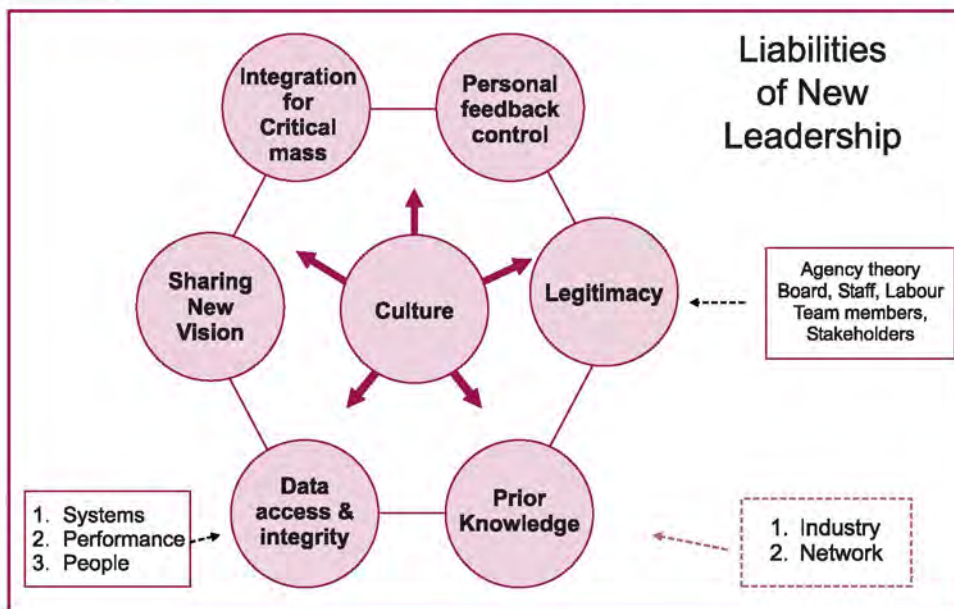 Liabilities
of New
Leadership
Integration
for
Critical
mass
Personal
feedback
control
Sharing
New
Vision
Culture
Legitimacy
Agency theory
Board, Staff, Labour
Team members,
Stakeholders
Data
access &
integrity
Prior
Knowledge
1. Systems
2. Performance
3. People
1. Industry
2. Network